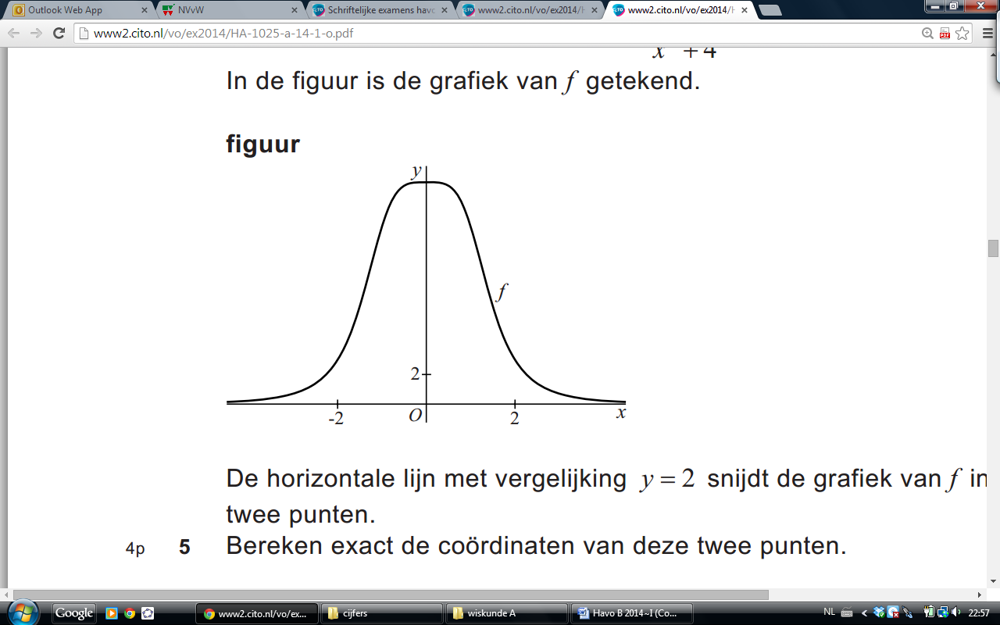 Outlook Web App
NVvW
Schriftelijke examens havo
www2.cito.nl/vo/ex2014/H
www2.cito.nl/vo/ex2014/H
www2.cito.nl/vo/ex2014/HA-1025-a-14-1-o.pdf
x + 4
In de figuur is de grafiek van f getekend.
figuur
y
f
2
-2 O 2 x
De horizontale lijn met vergelijking y = 2 snijdt de grafiek van f in
twee punten.
4p 5 Bereken exact de coördinaten van deze twee punten.
Google www2.cito.nl/vo/ex... cijfers wiskunde A Havo B 2014~I (Co... NL 22:57